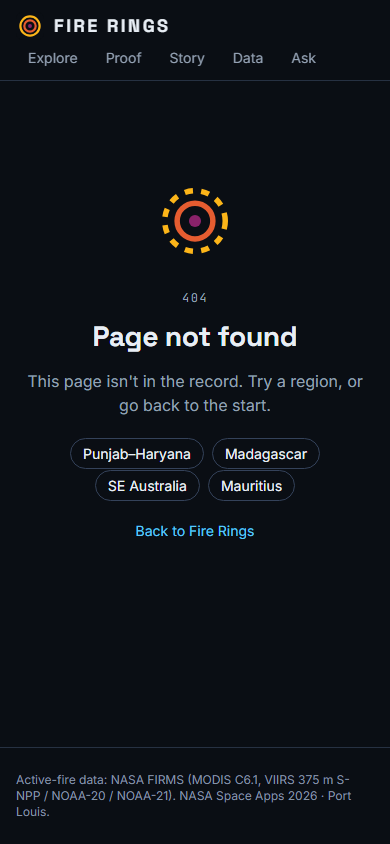 FIRE RINGS
Explore Proof Story Data Ask
404
Page not found
This page isn't in the record. Try a region, or
go back to the start.
Punjab–Haryana Madagascar
SE Australia Mauritius
Back to Fire Rings
Active-fire data: NASA FIRMS (MODIS C6.1, VIIRS 375 m S-
NPP / NOAA-20 / NOAA-21). NASA Space Apps 2026 · Port
Louis.